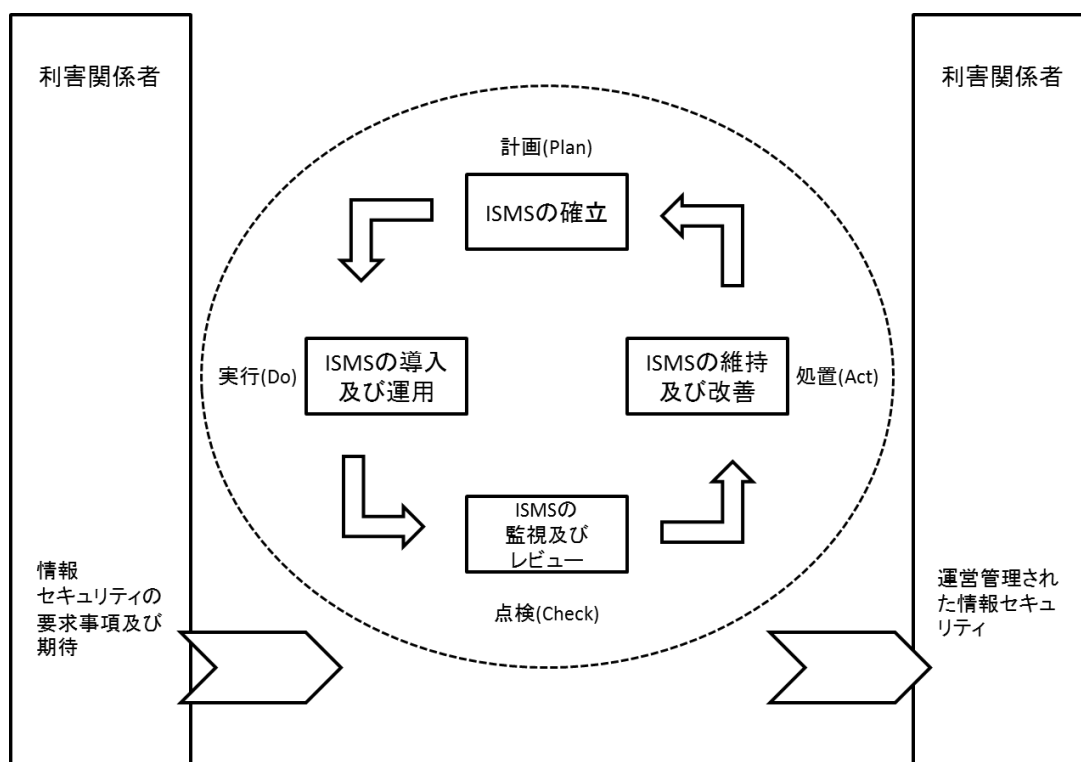 利害関係者
情報
セキュリティの
要求事項及び
期待
計画(Plan)
ISMSの確立
実行(Do)
ISMSの導入
及び運用
ISMSの維持
及び改善
処置(Act)
ISMSの
監視及び
レビュー
点検(Check)
利害関係者
運営管理され
た情報セキュ
リティ